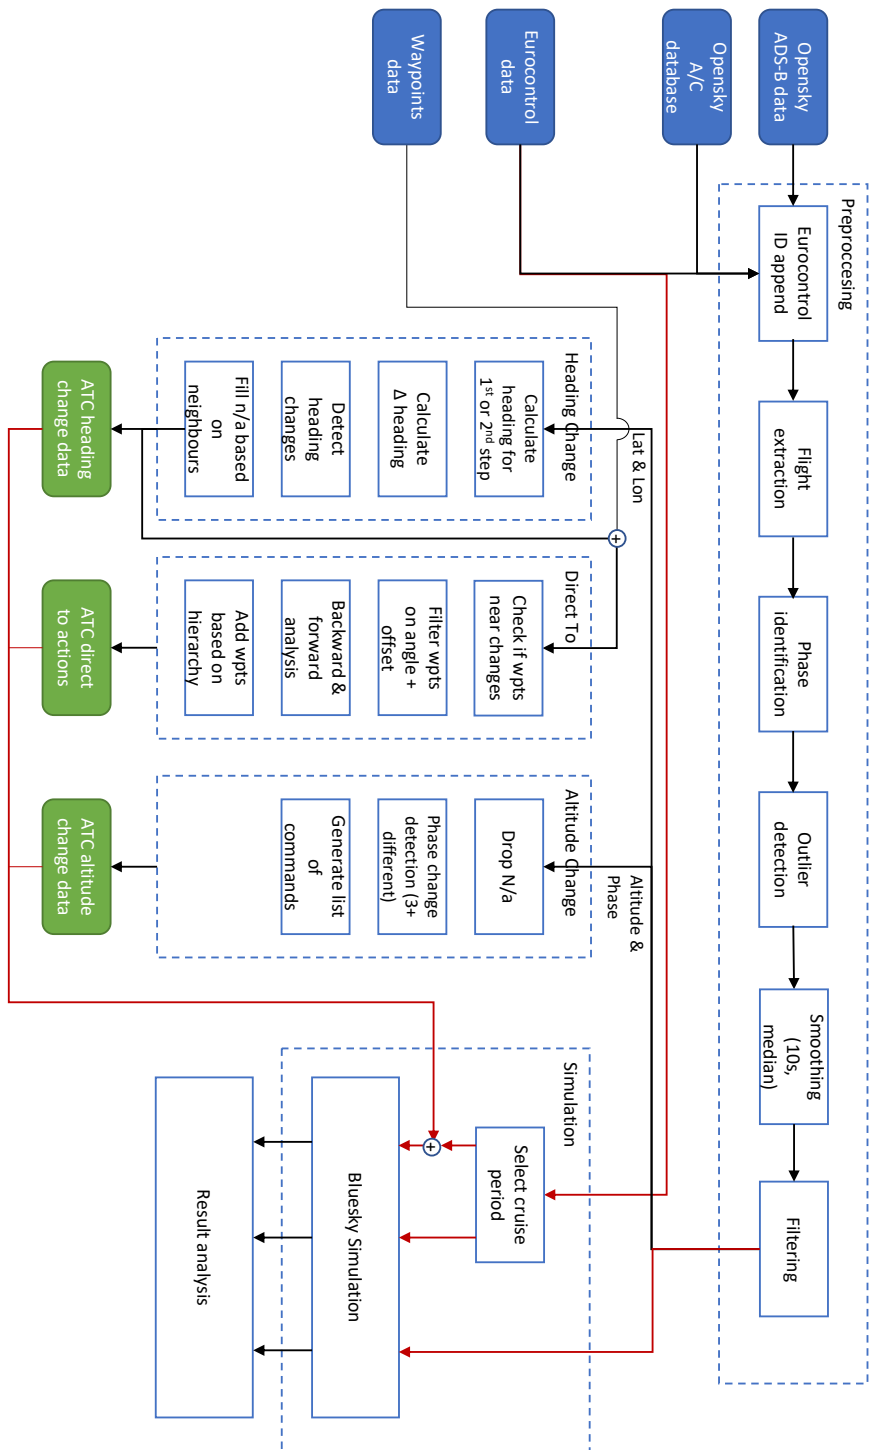 Opensky
ADS-B data
Opensky
A/C
database
Eurocontrol
data
Waypoints
data
Preproccesing
Eurocontrol
ID append
Flight
extraction
Phase
identification
Outlier
detection
Smoothing
(10s,
median)
Filtering
Lat & Lon
Altitude &
Phase
Heading Change
Calculate
heading for
1st or 2nd step
Calculate
Δ heading
Detect
heading
changes
Fill n/a based
on
neighbours
ATC heading
change data
+
Direct To
Check if wpts
near changes
Filter wpts
on angle +
offset
Backward &
forward
analysis
Add wpts
based on
hierarchy
ATC direct
to actions
Altitude Change
Drop N/a
Phase change
detection (3+
different)
Generate list
of
commands
ATC altitude
change data
Simulation
Select cruise
period
+
Bluesky Simulation
Result analysis